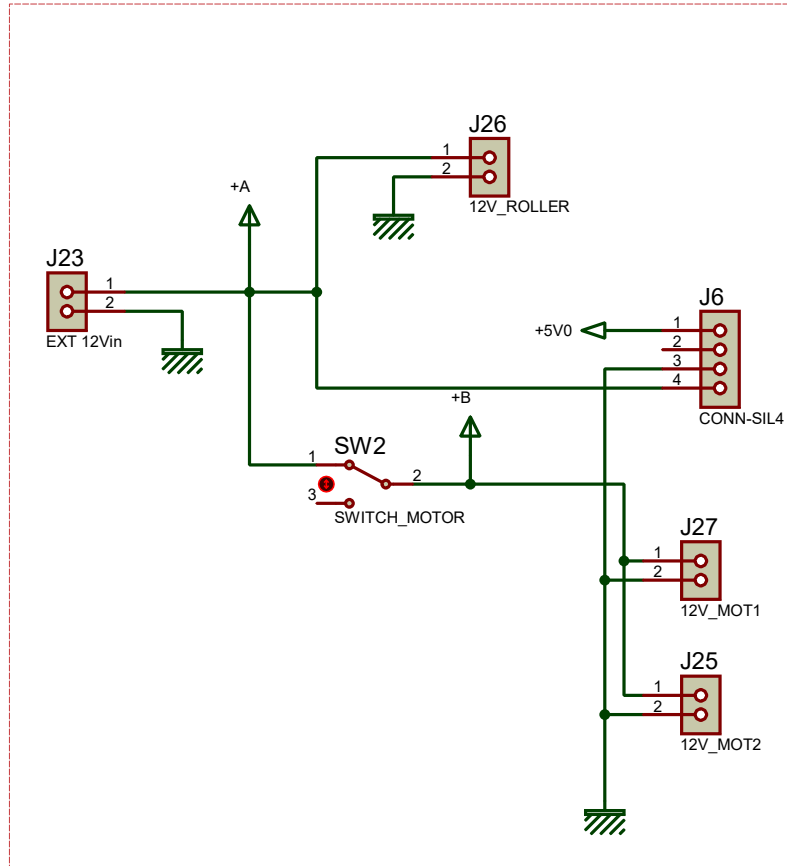 J26
1
2
12V_ROLLER
+A
J23
1
2
EXT 12Vin
J6
+5V0
1
2
3
4
CONN-SIL4
+B
SW2
1
2
3
SWITCH_MOTOR
J27
1
2
12V_MOT1
J25
1
2
12V_MOT2